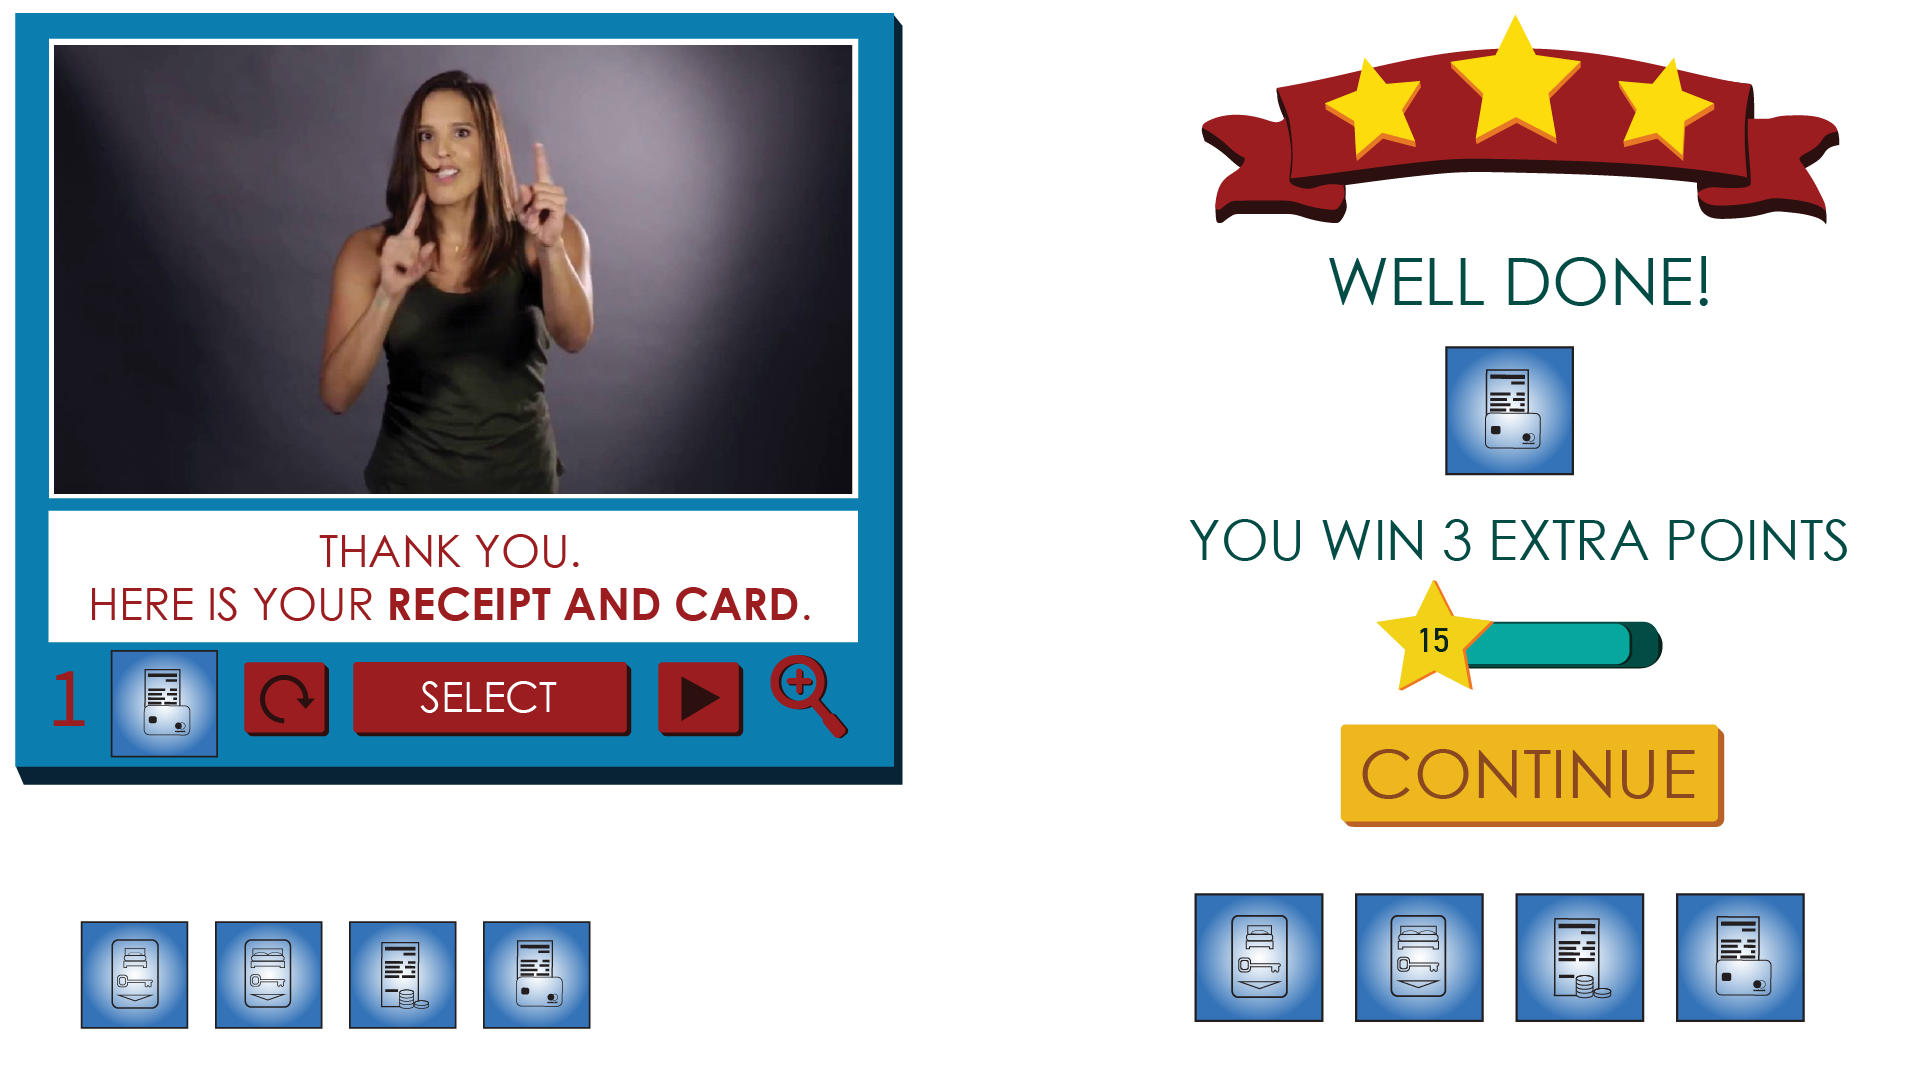 THANK YOU.
HERE IS YOUR RECEIPT AND CARD.
1
SELECT
WELL DONE!
YOU WIN 3 EXTRA POINTS
15
CONTINUE